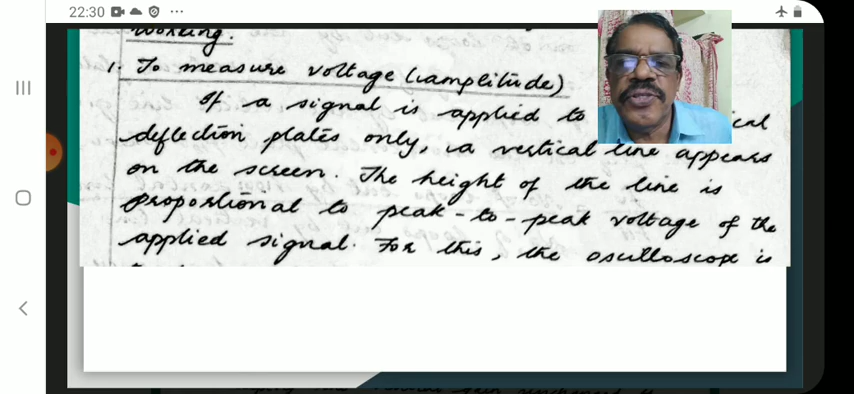 22:30
Working.
1. To measure voltage (amplitude)
If a signal is applied to ical
deflection plates only, a vertical line appears
on the screen. The height of the line is
proportional to peak-to-peak voltage of the
applied signal. For this, the oscilloscope is